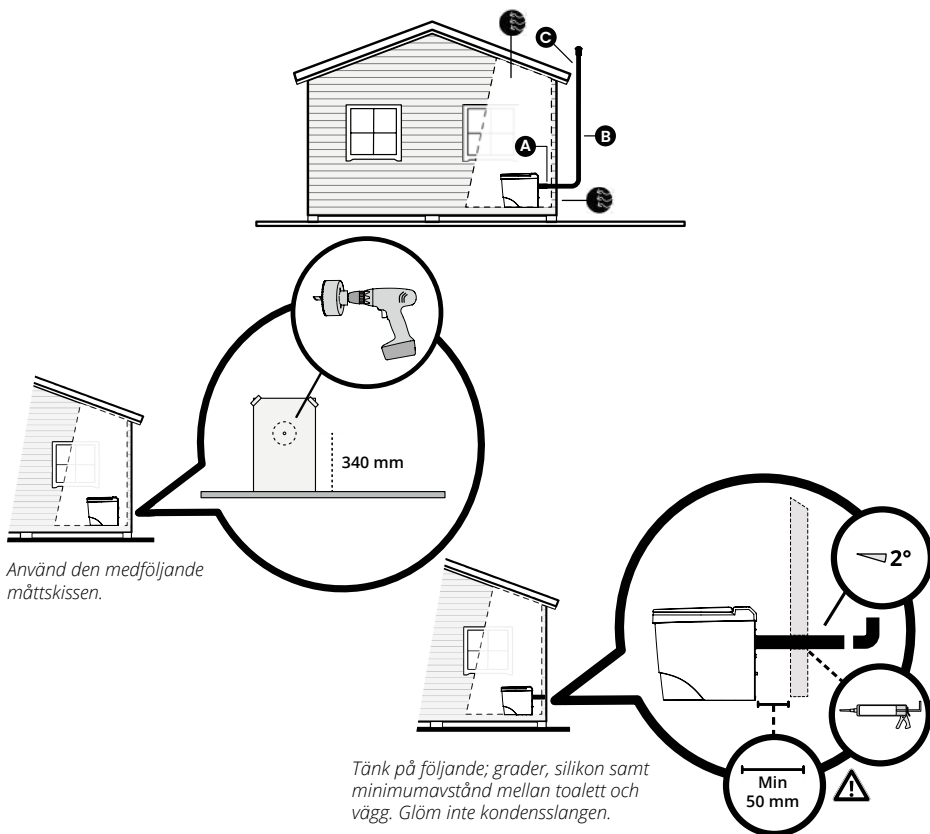 C
B
A
340 mm
Använd den medföljande
måttskissen.
2°
Min
50 mm
Tänk på följande; grader, silikon samt
minimumavstånd mellan toalett och
vägg. Glöm inte kondensslangen.